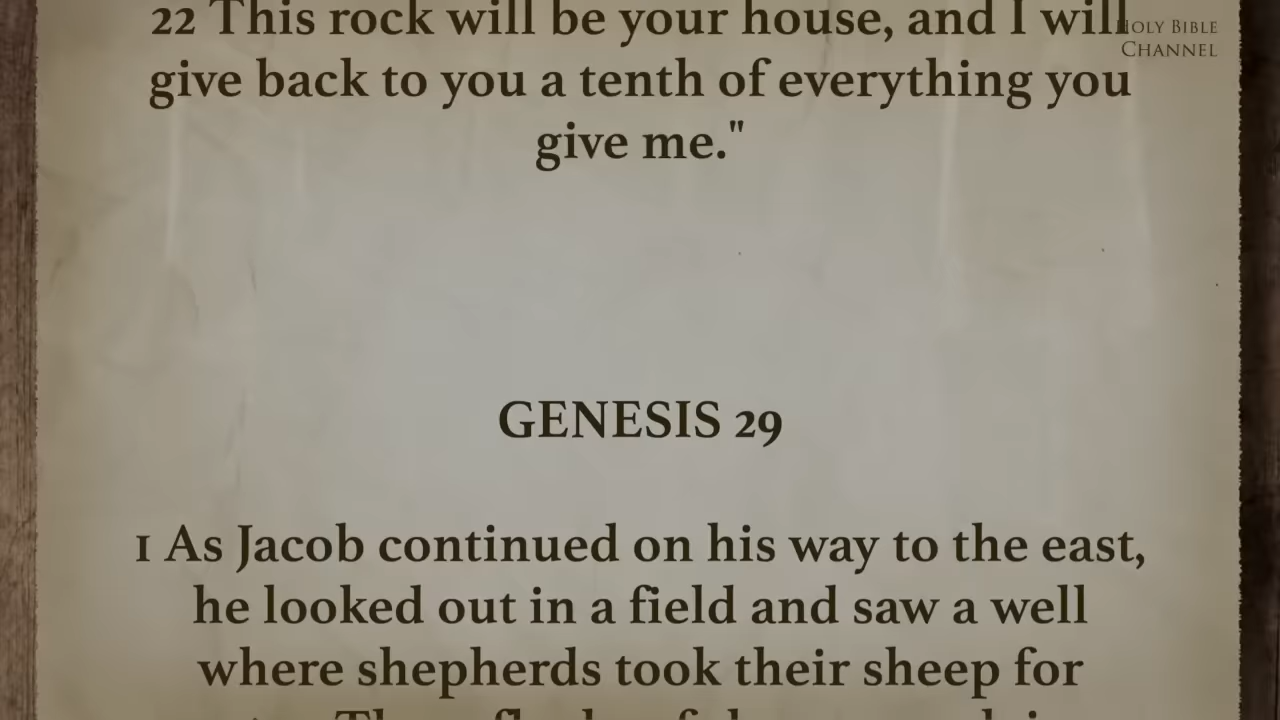 22 This rock will be your house, and I will
HOLY BIBLE
CHANNEL
give back to you a tenth of everything you
give me."
GENESIS 29
1 As Jacob continued on his way to the east,
he looked out in a field and saw a well
where shepherds took their sheep for